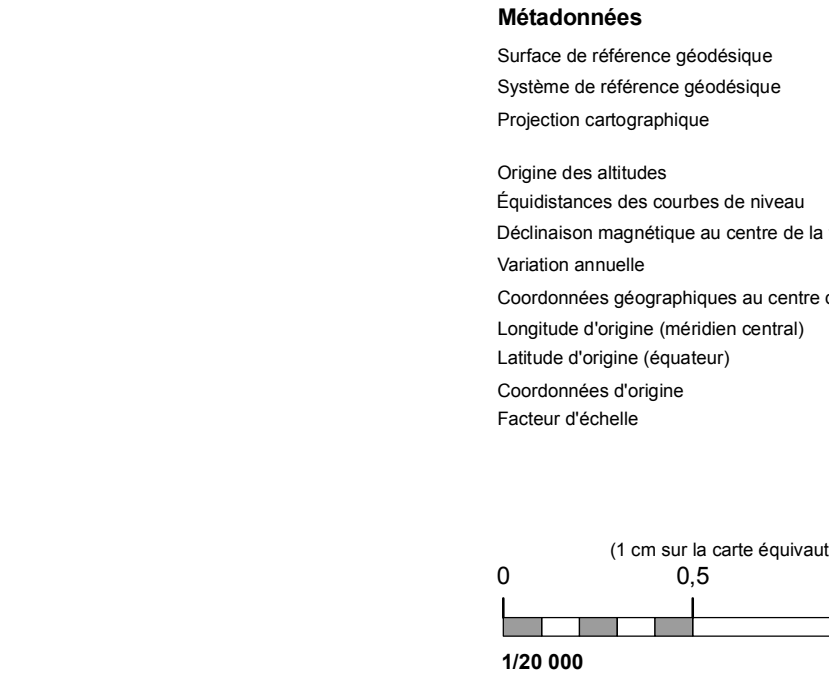 Métadonnées
Surface de référence géodésique
Système de référence géodésique
Projection cartographique
Origine des altitudes
Équidistances des courbes de niveau
Déclinaison magnétique au centre de la
Variation annuelle
Coordonnées géographiques au centre
Longitude d'origine (méridien central)
Latitude d'origine (équateur)
Coordonnées d'origine
Facteur d'échelle
(1 cm sur la carte équivaut
0 0,5
1/20 000